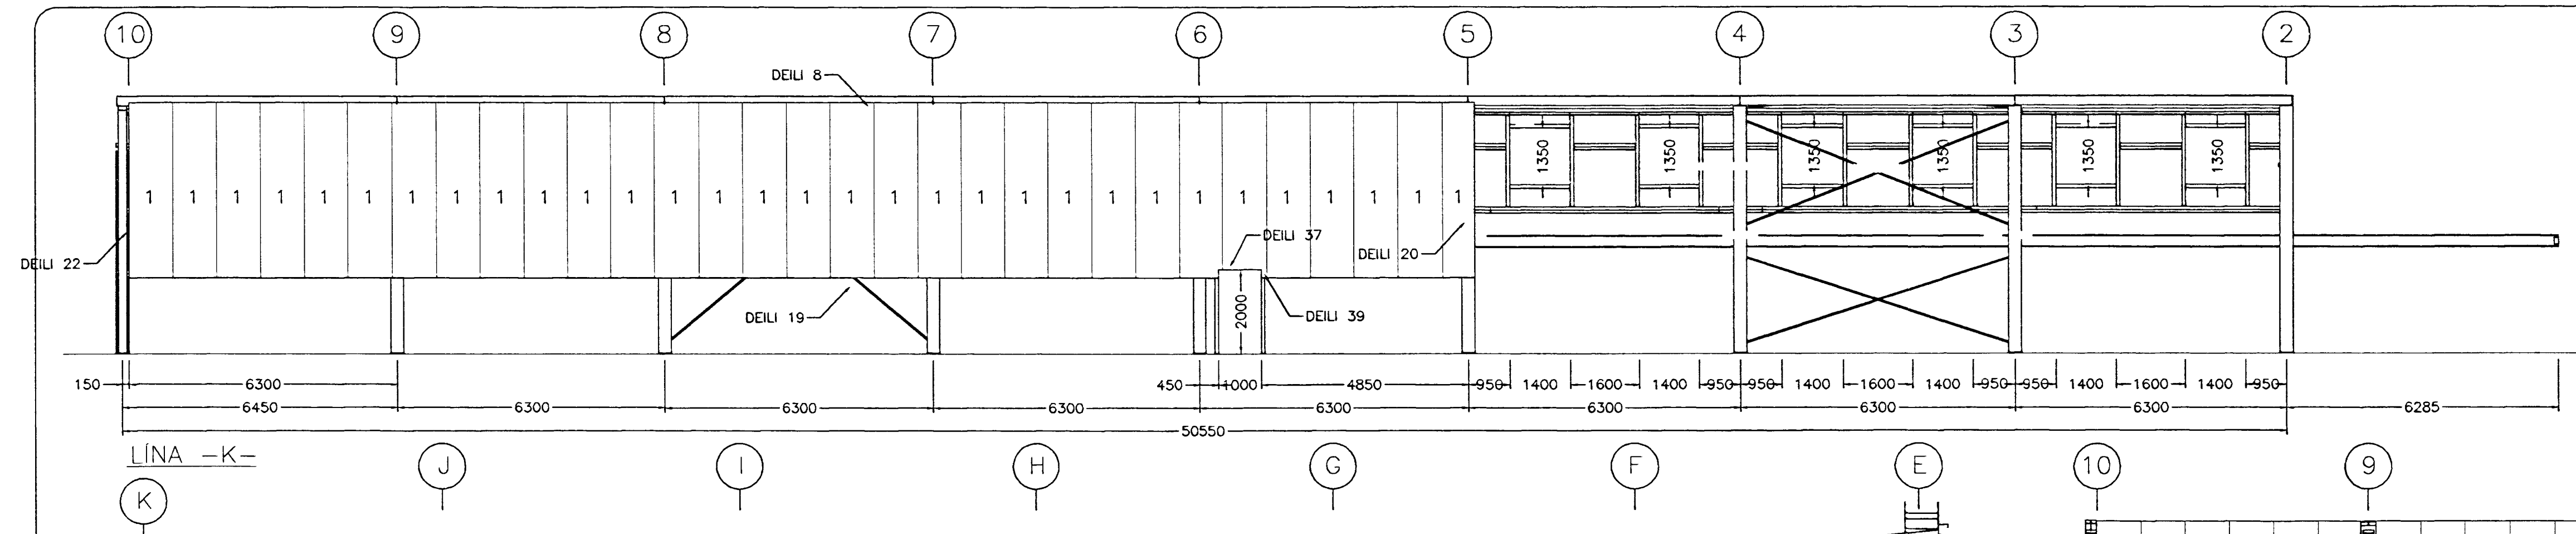 10 9 8 7 6 5 4 3 2
DEILI 8
1350 1350 1350 1350 1350 1350
1 1 1 1 1 1 1 1 1 1 1 1 1 1 1 1 1 1 1 1 1 1 1 1 1 1 1 1 1 1 1
DEILI 37
DEILI 20
DEILI 22
2000
DEILI 19
DEILI 39
150 6300 450 1000 4850 950 1400 1600 1400 950 950 1400 1600 1400 950 950 1400 1600 1400 950
6450 6300 6300 6300 6300 6300 6300 6300 6285
50550
LÍNA -K-
J I H G F E 10 9
K